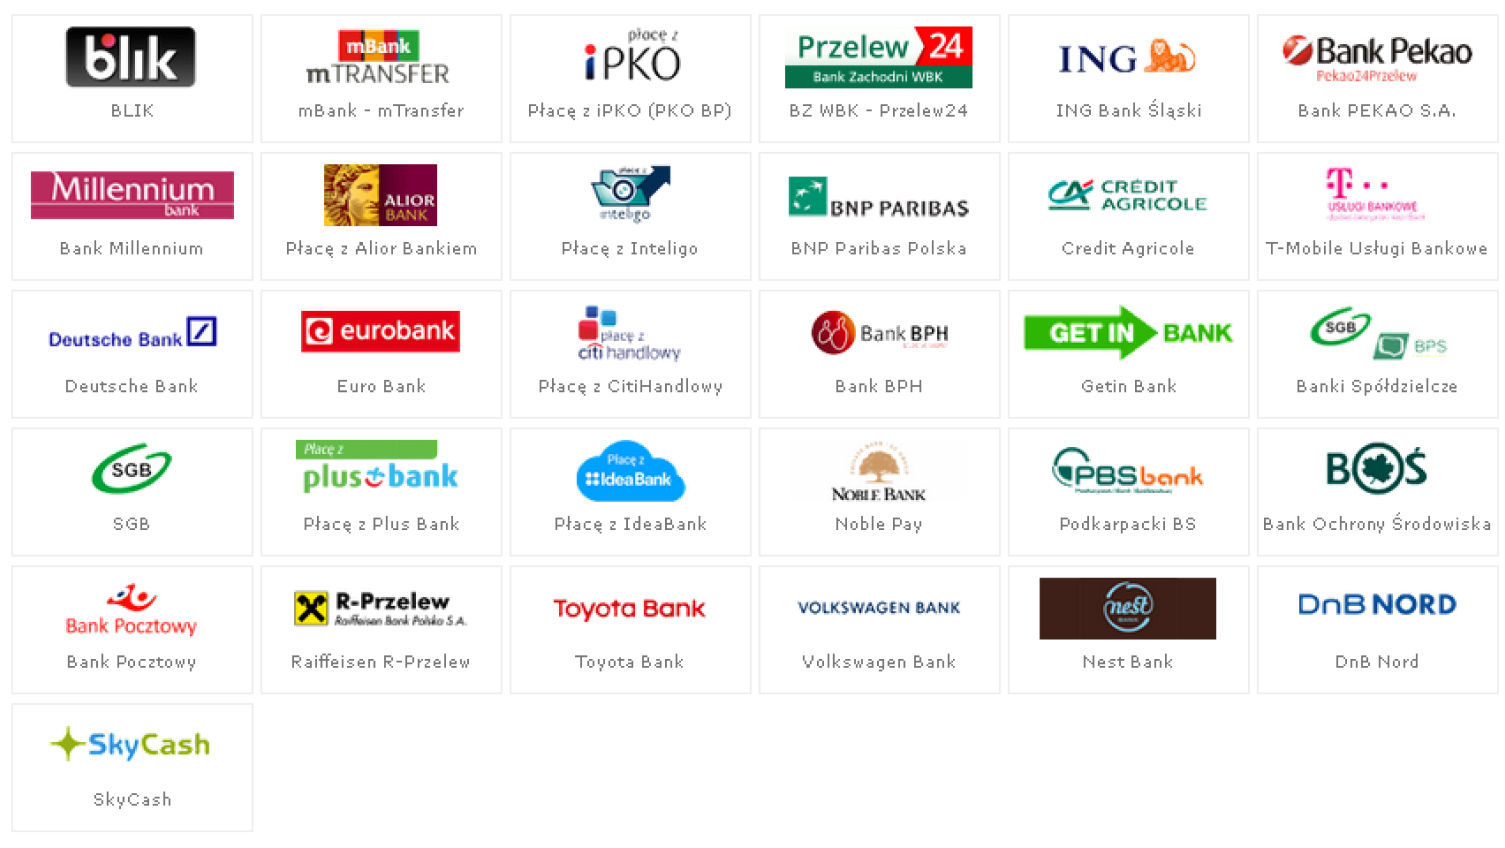 blik
BLIK
mBank
mTRANSFER
mBank - mTransfer
płacę z
iPKO
Płacę z iPKO (PKO BP)
Przelew 24
Bank Zachodni WBK
BZ WBK - Przelew24
ING
ING Bank Śląski
Bank Pekao
Pekao24Przelew
Bank PEKAO S.A.
Millennium
bank
Bank Millennium
ALIOR
BANK
Płacę z Alior Bankiem
płacę z
inteligo
Płacę z Inteligo
BNP PARIBAS
BNP Paribas Polska
CA
CRÉDIT
AGRICOLE
Credit Agricole
T
USŁUGI BANKOWE
T-Mobile Usługi Bankowe
Deutsche Bank
Deutsche Bank
eurobank
Euro Bank
płacę z
citi handlowy
Płacę z CitiHandlowy
Bank BPH
Bank BPH
GET IN BANK
Getin Bank
SGB
BPS
Banki Spółdzielcze
SGB
SGB
Płacę z
plus bank
Płacę z Plus Bank
Płacę z
IdeaBank
Płacę z IdeaBank
NOBLE BANK
Noble Pay
PBSbank
Podkarpacki BS
BOŚ
Bank Ochrony Środowiska
Bank Pocztowy
Bank Pocztowy
R-Przelew
Raiffeisen Bank Polska S.A.
Raiffeisen R-Przelew
Toyota Bank
Toyota Bank
VOLKSWAGEN BANK
Volkswagen Bank
nest
BANK
Nest Bank
DnB NORD
DnB Nord
SkyCash
SkyCash